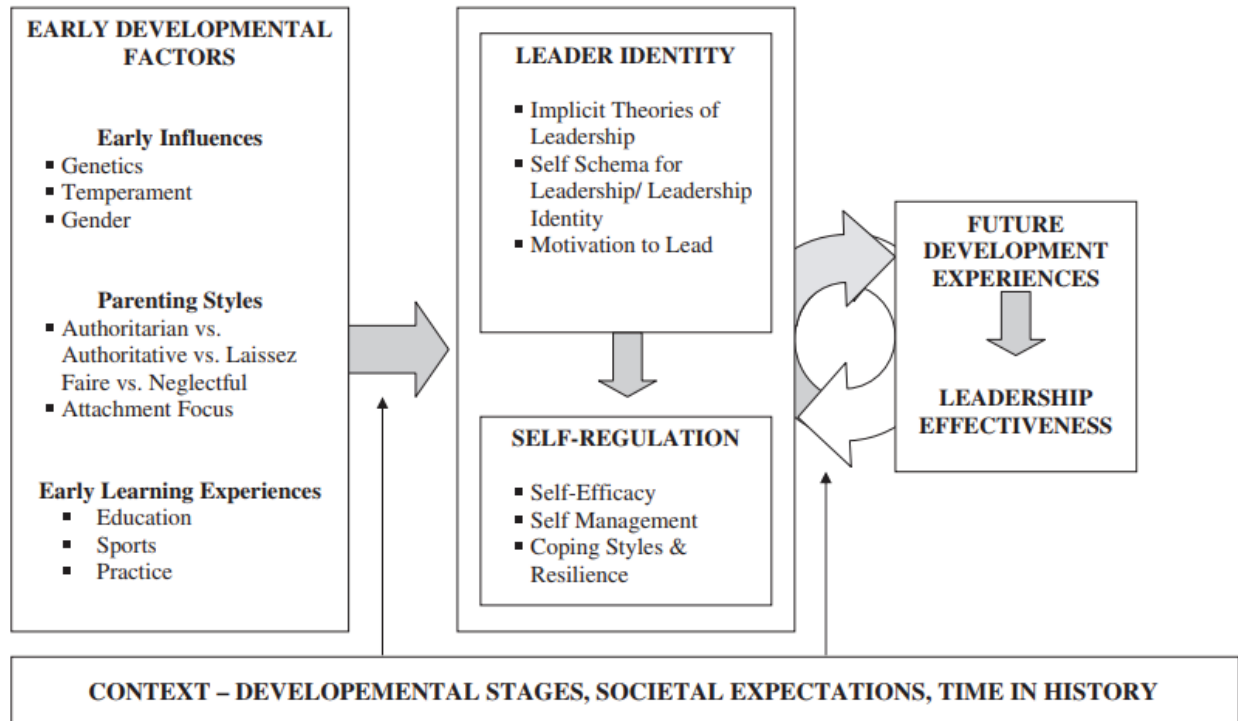 EARLY DEVELOPMENTAL
FACTORS
Early Influences
▪ Genetics
▪ Temperament
▪ Gender
Parenting Styles
▪ Authoritarian vs.
Authoritative vs. Laissez
Faire vs. Neglectful
▪ Attachment Focus
Early Learning Experiences
▪ Education
▪ Sports
▪ Practice
LEADER IDENTITY
▪ Implicit Theories of
Leadership
▪ Self Schema for
Leadership/ Leadership
Identity
▪ Motivation to Lead
SELF-REGULATION
▪ Self-Efficacy
▪ Self Management
▪ Coping Styles &
Resilience
FUTURE
DEVELOPMENT
EXPERIENCES
LEADERSHIP
EFFECTIVENESS
CONTEXT – DEVELOPEMENTAL STAGES, SOCIETAL EXPECTATIONS, TIME IN HISTORY